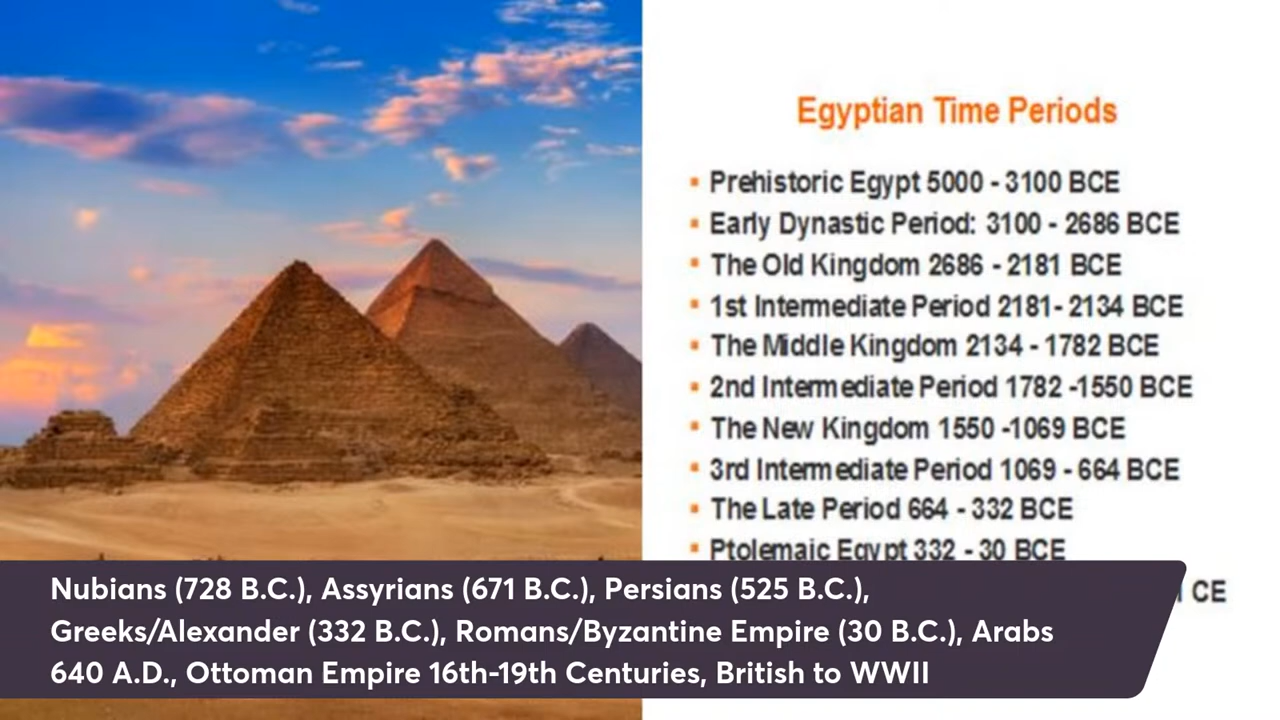 Egyptian Time Periods
▪ Prehistoric Egypt 5000 - 3100 BCE
▪ Early Dynastic Period: 3100 - 2686 BCE
▪ The Old Kingdom 2686 - 2181 BCE
▪ 1st Intermediate Period 2181- 2134 BCE
▪ The Middle Kingdom 2134 - 1782 BCE
▪ 2nd Intermediate Period 1782 -1550 BCE
▪ The New Kingdom 1550 -1069 BCE
▪ 3rd Intermediate Period 1069 - 664 BCE
▪ The Late Period 664 - 332 BCE
▪ Ptolemaic Egypt 332 - 30 BCE
CE
Nubians (728 B.C.), Assyrians (671 B.C.), Persians (525 B.C.),
Greeks/Alexander (332 B.C.), Romans/Byzantine Empire (30 B.C.), Arabs
640 A.D., Ottoman Empire 16th-19th Centuries, British to WWII